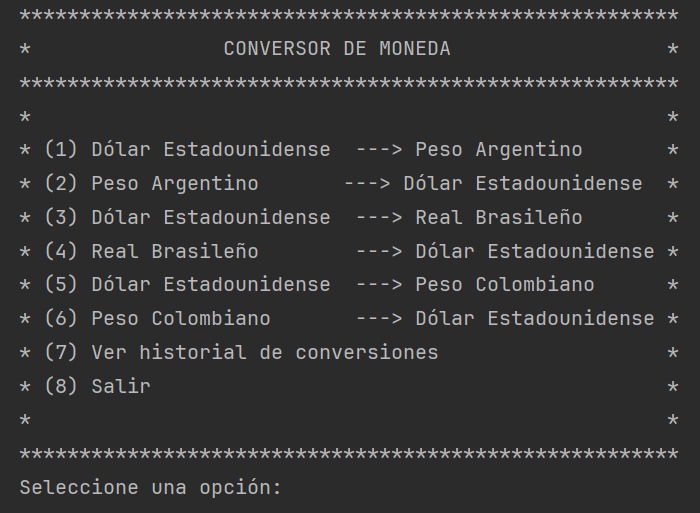 *******************************************************
*                CONVERSOR DE MONEDA                  *
*******************************************************
*                                                     *
* (1) Dólar Estadounidense  ---> Peso Argentino       *
* (2) Peso Argentino       ---> Dólar Estadounidense  *
* (3) Dólar Estadounidense  ---> Real Brasileño       *
* (4) Real Brasileño        ---> Dólar Estadounidense *
* (5) Dólar Estadounidense  ---> Peso Colombiano      *
* (6) Peso Colombiano       ---> Dólar Estadounidense *
* (7) Ver historial de conversiones                   *
* (8) Salir                                           *
*                                                     *
*******************************************************
Seleccione una opción: